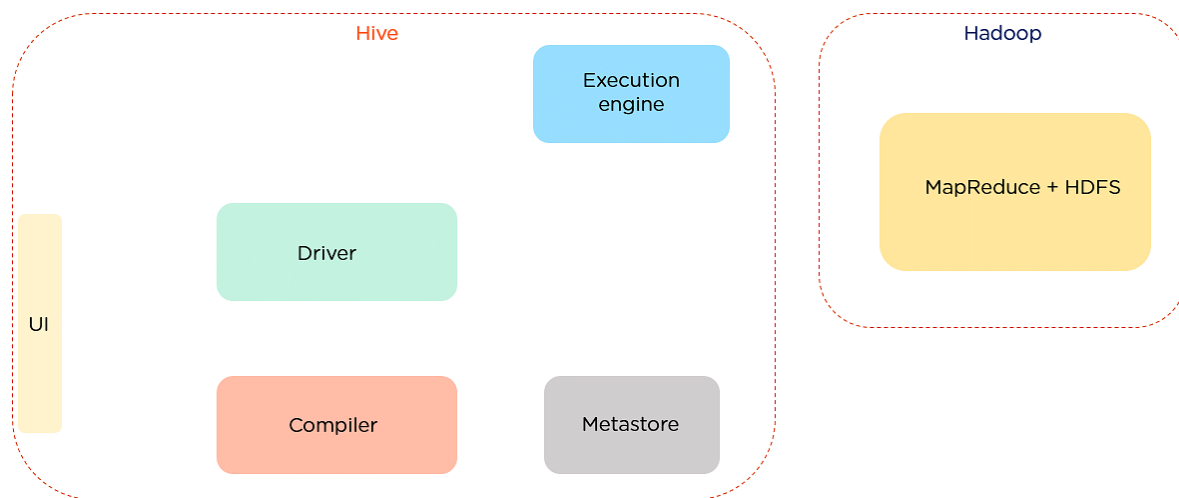 Hive
Hadoop
Execution
engine
MapReduce + HDFS
Driver
UI
Compiler
Metastore